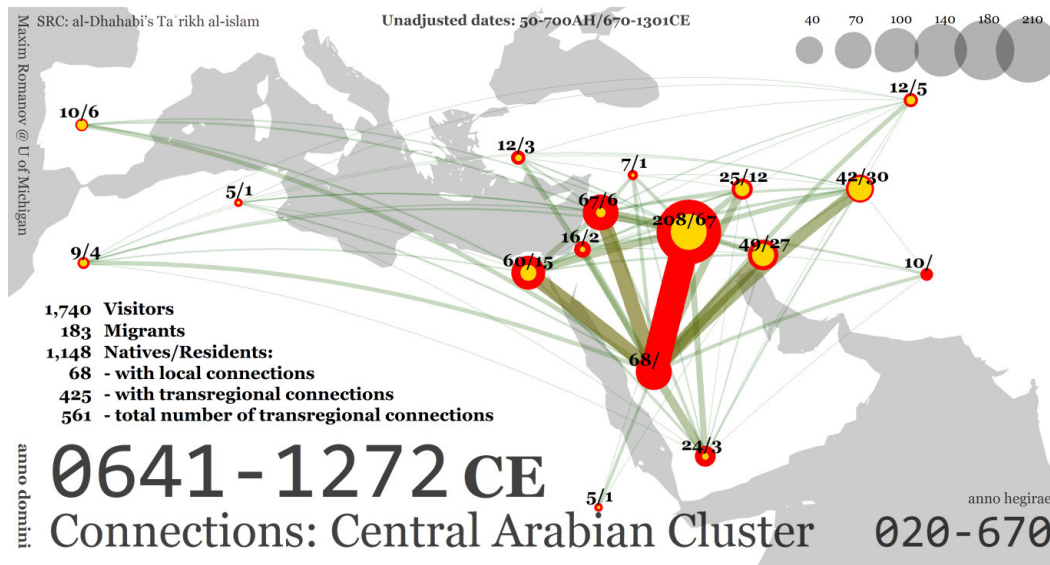 SRC: al-Dhahabi's Taʾrikh al-islam
Unadjusted dates: 50-700AH/670-1301CE
40 70 100 140 180 210
Maxim Romanov @ U of Michigan
12/5
10/6
12/3
7/1
25/12
42/30
5/1
67/6
208/67
16/2
49/27
60/15
9/4
10/
1,740 Visitors
183 Migrants
1,148 Natives/Residents:
68 - with local connections
425 - with transregional connections
561 - total number of transregional connections
68/
24/3
5/1
anno domini
0641-1272 CE
Connections: Central Arabian Cluster
anno hegirae
020-670